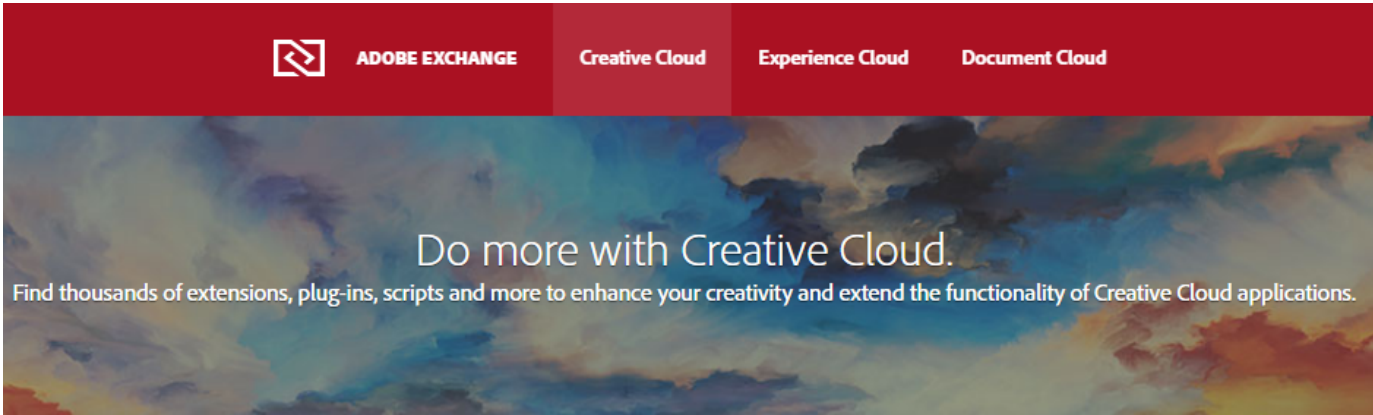 ADOBE EXCHANGE Creative Cloud Experience Cloud Document Cloud
Do more with Creative Cloud.
Find thousands of extensions, plug-ins, scripts and more to enhance your creativity and extend the functionality of Creative Cloud applications.